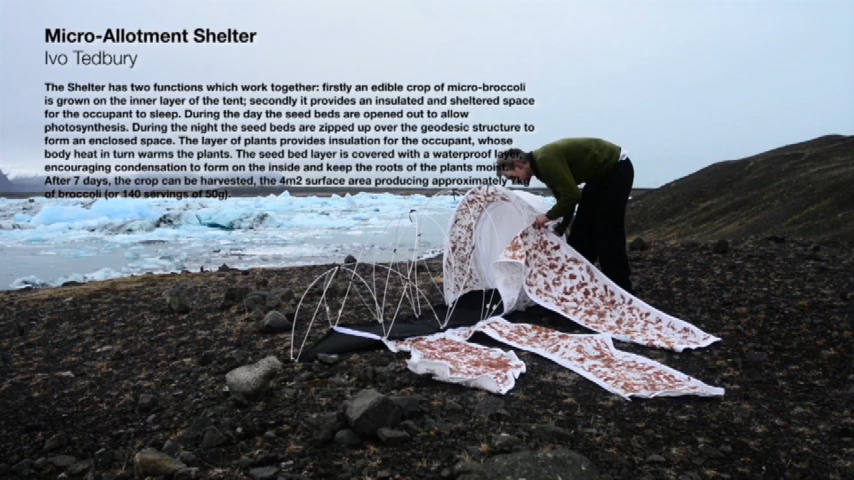 Micro-Allotment Shelter
Ivo Tedbury
The Shelter has two functions which work together: firstly an edible crop of micro-broccoli
is grown on the inner layer of the tent; secondly it provides an insulated and sheltered space
for the occupant to sleep. During the day the seed beds are opened out to allow
photosynthesis. During the night the seed beds are zipped up over the geodesic structure to
form an enclosed space. The layer of plants provides insulation for the occupant, whose
body heat in turn warms the plants. The seed bed layer is covered with a waterproof layer,
encouraging condensation to form on the inside and keep the roots of the plants moist.
After 7 days, the crop can be harvested, the 4m2 surface area producing approximately 7kg
of broccoli (or 140 servings of 50g).